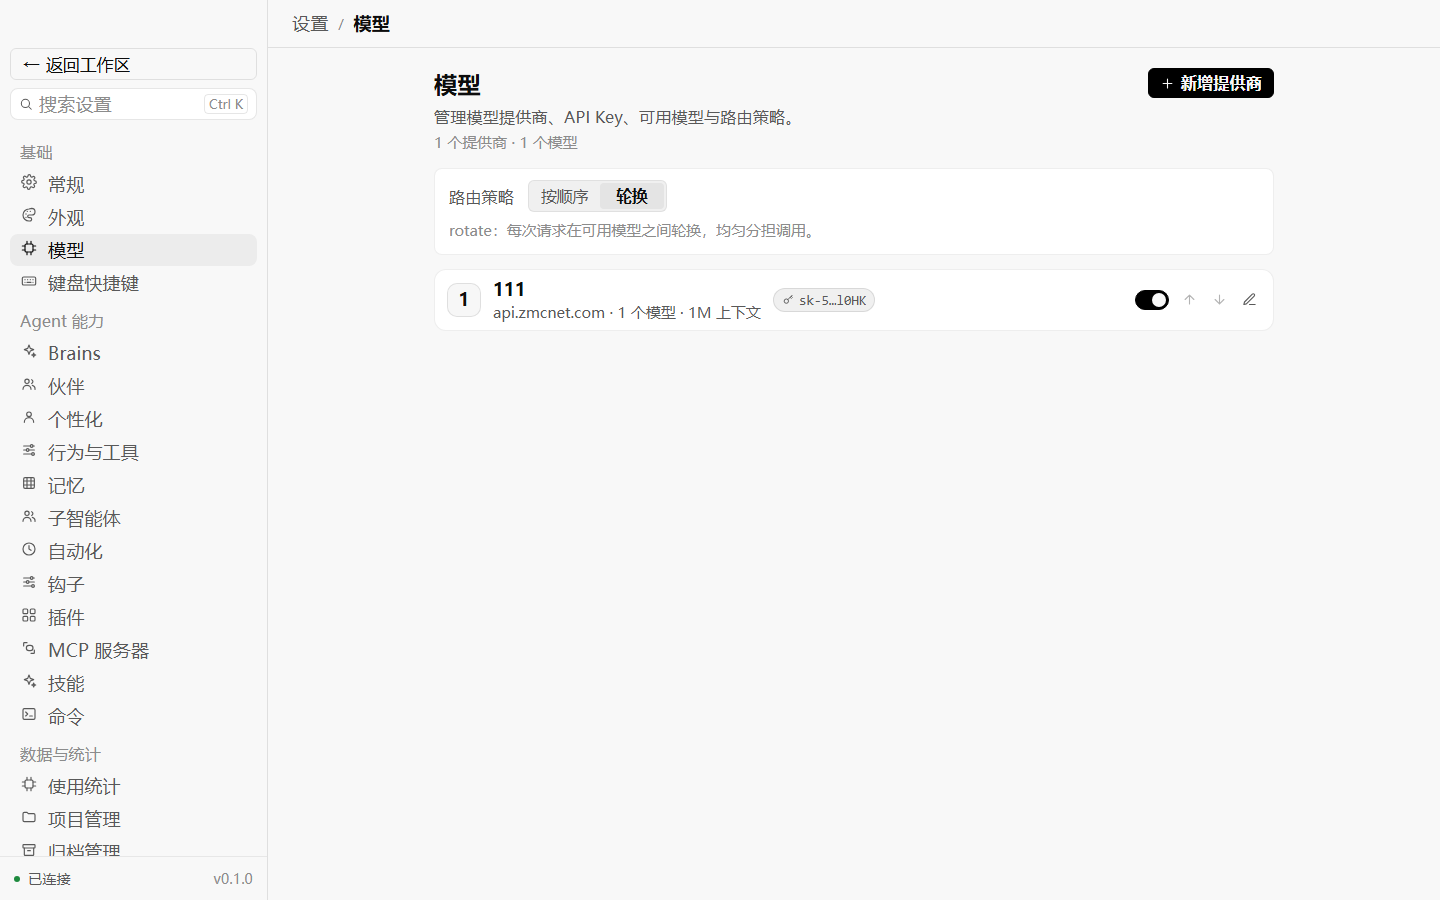 ← 返回工作区
搜索设置 Ctrl K
基础
常规
外观
模型
键盘快捷键
Agent 能力
Brains
伙伴
个性化
行为与工具
记忆
子智能体
自动化
钩子
插件
MCP 服务器
技能
命令
数据与统计
使用统计
项目管理
归档管理
已连接 v0.1.0
设置 / 模型
模型
+ 新增提供商
管理模型提供商、API Key、可用模型与路由策略。
1 个提供商 · 1 个模型
路由策略 按顺序 轮换
rotate：每次请求在可用模型之间轮换，均匀分担调用。
1
111
api.zmcnet.com · 1 个模型 · 1M 上下文
sk-5…l0HK